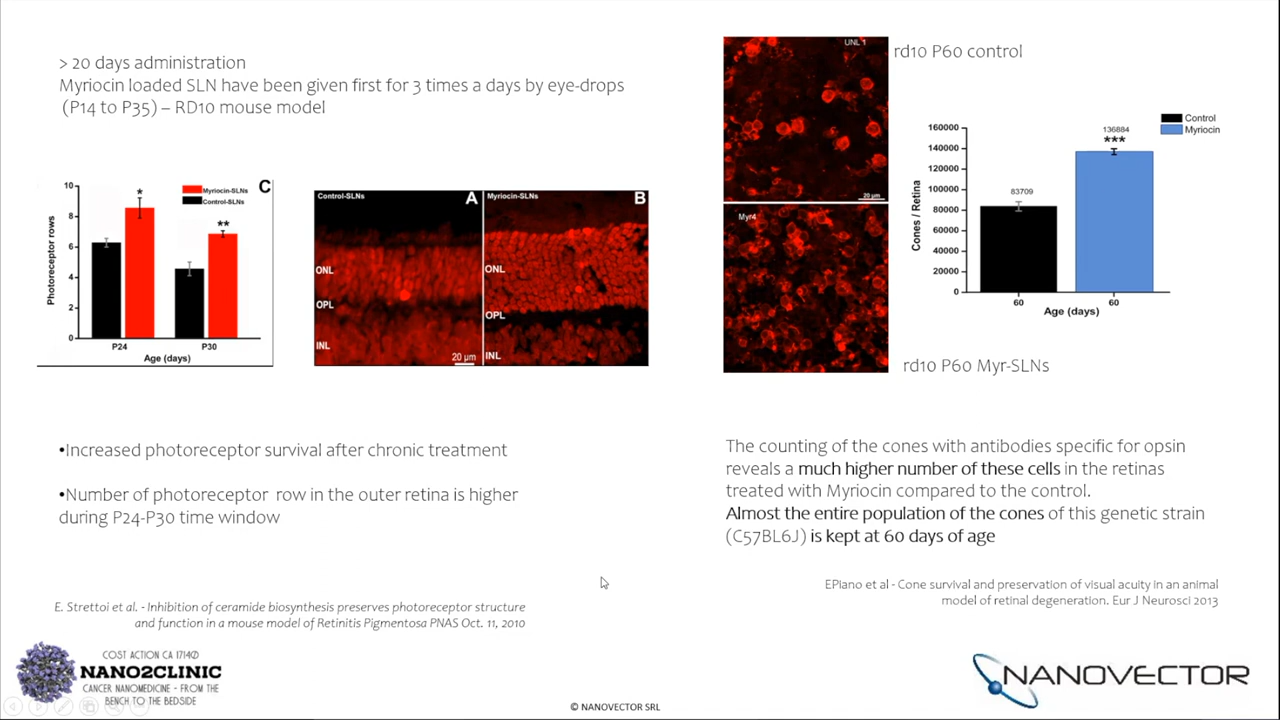 > 20 days administration
Myriocin loaded SLN have been given first for 3 times a days by eye-drops
(P14 to P35) – RD10 mouse model
C
Myriocin-SLNs
Control-SLNs
Photoreceptor rows
10
8
6
4
2
0
*
**
P24
P30
Age (days)
Control-SLNs
A
ONL
OPL
INL
20 µm
Myriocin-SLNs
B
ONL
OPL
INL
•Increased photoreceptor survival after chronic treatment
•Number of photoreceptor row in the outer retina is higher
during P24-P30 time window
E. Strettoi et al. - Inhibition of ceramide biosynthesis preserves photoreceptor structure
and function in a mouse model of Retinitis Pigmentosa PNAS Oct. 11, 2010
UNL 1
20 µm
Myr4
rd10 P60 control
Control
Myriocin
Cones / Retina
160000
140000
120000
100000
80000
60000
40000
20000
0
83709
136884
***
60
60
Age (days)
rd10 P60 Myr-SLNs
The counting of the cones with antibodies specific for opsin
reveals a much higher number of these cells in the retinas
treated with Myriocin compared to the control.
Almost the entire population of the cones of this genetic strain
(C57BL6J) is kept at 60 days of age
EPiano et al - Cone survival and preservation of visual acuity in an animal
model of retinal degeneration. Eur J Neurosci 2013
COST ACTION CA 17140
NANO2CLINIC
CANCER NANOMEDICINE - FROM THE
BENCH TO THE BEDSIDE
© NANOVECTOR SRL
NANOVECTOR